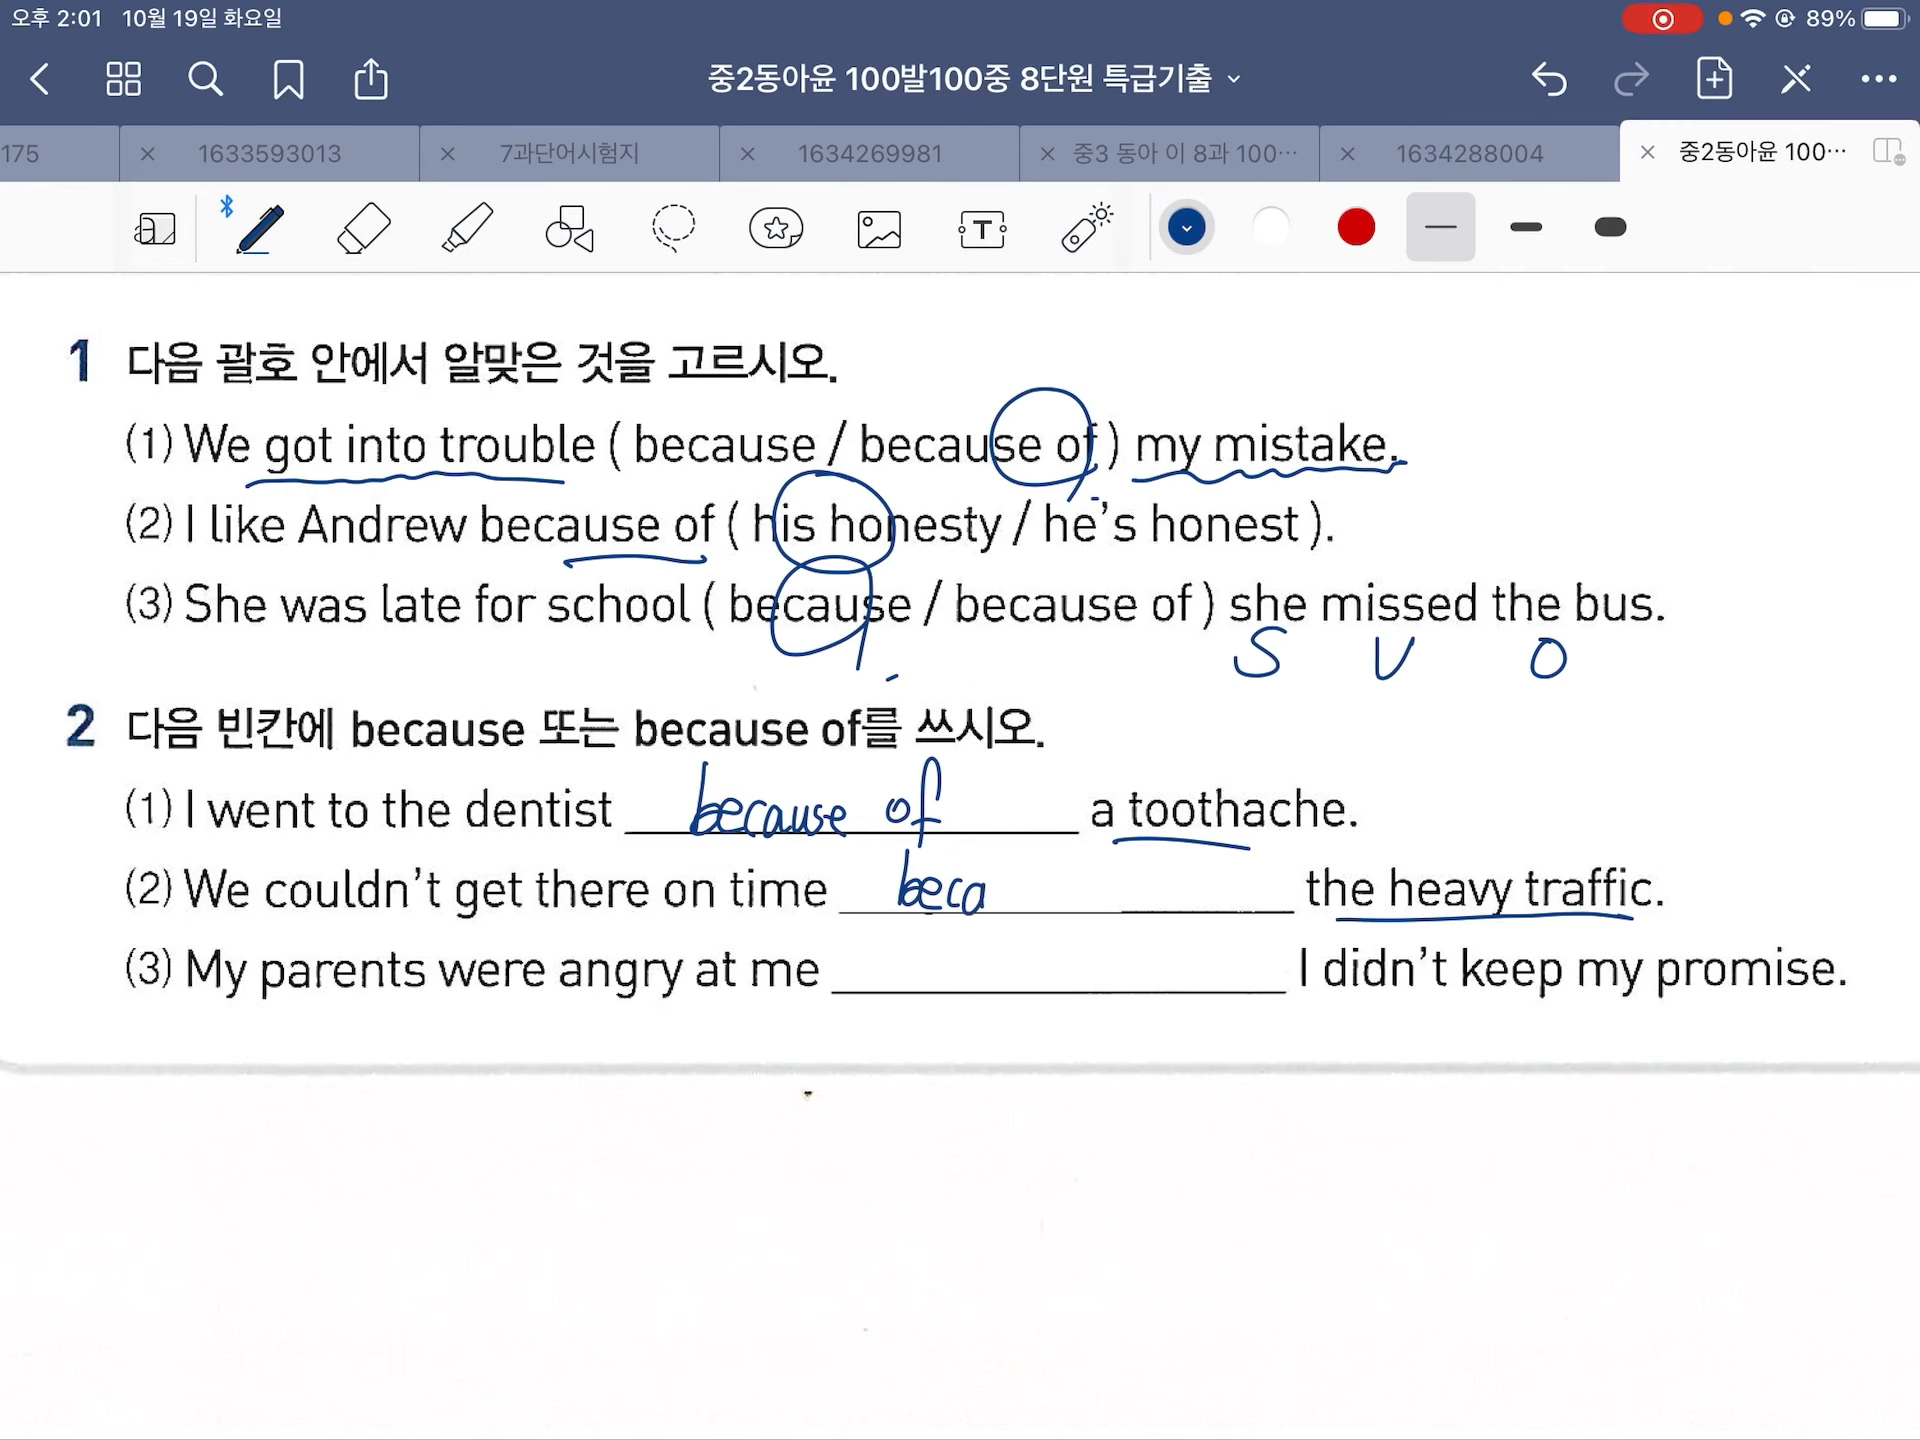 오후 2:01 10월 19일 화요일 89%
중2동아윤 100발100중 8단원 특급기출
175 1633593013 7과단어시험지 1634269981 중3 동아 이 8과 100… 1634288004 중2동아윤 100…
1 다음 괄호 안에서 알맞은 것을 고르시오.
(1) We got into trouble ( because / because of ) my mistake.
(2) I like Andrew because of ( his honesty / he's honest ).
(3) She was late for school ( because / because of ) she missed the bus.
S V O
2 다음 빈칸에 because 또는 because of를 쓰시오.
(1) I went to the dentist because of a toothache.
(2) We couldn't get there on time beca the heavy traffic.
(3) My parents were angry at me ____ I didn't keep my promise.